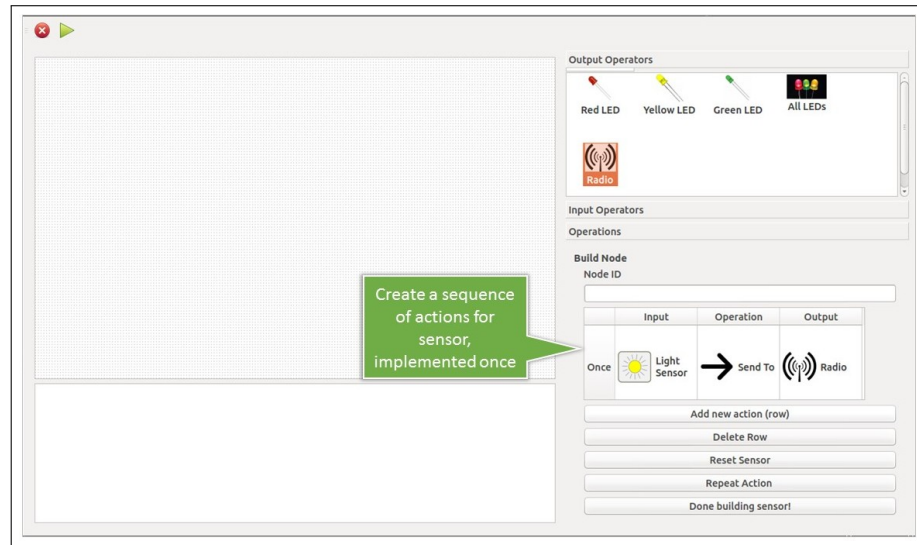 Output Operators
Red LED
Yellow LED
Green LED
All LEDs
Radio
Input Operators
Operations
Build Node
Node ID
Create a sequence
of actions for
sensor,
implemented once
Input Operation Output
Once Light
Sensor Send To Radio
Add new action (row)
Delete Row
Reset Sensor
Repeat Action
Done building sensor!